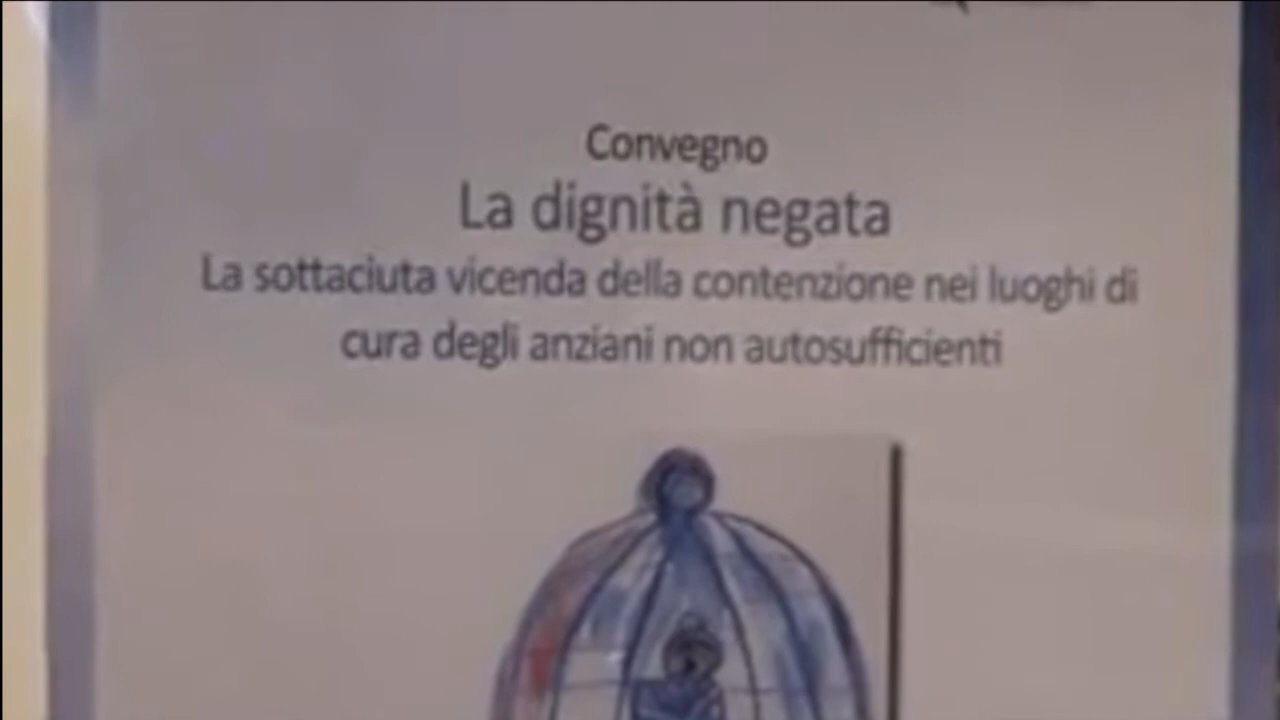 Convegno
La dignità negata
La sottaciuta vicenda della contenzione nei luoghi di
cura degli anziani non autosufficienti